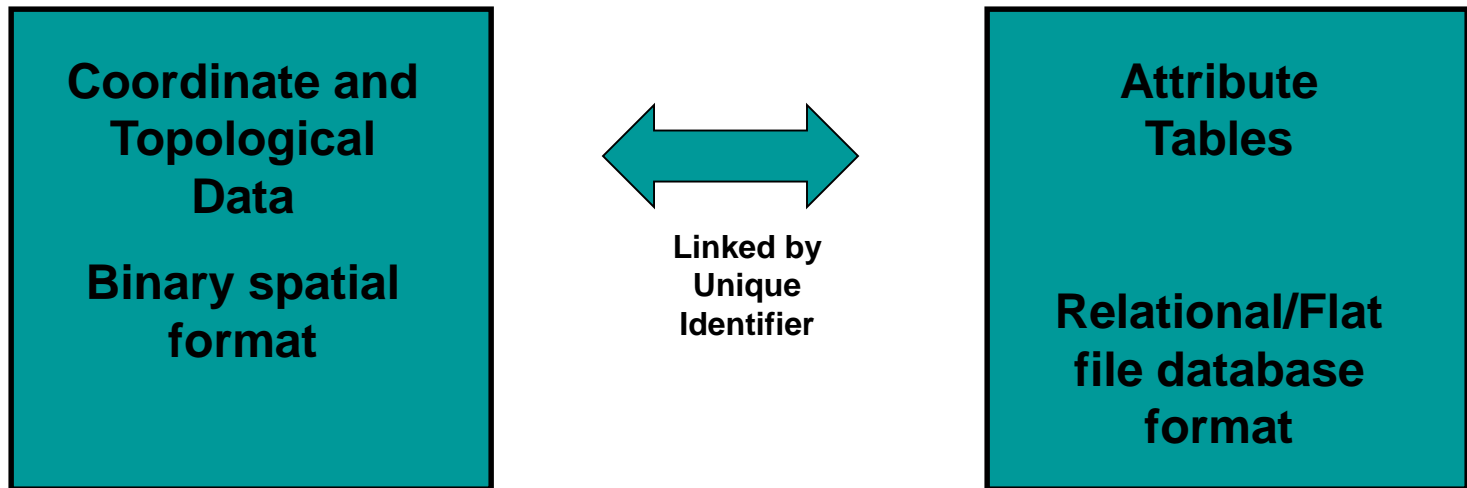 Coordinate and
Topological
Data
Binary spatial
format
Linked by
Unique
Identifier
Attribute
Tables
Relational/Flat
file database
format